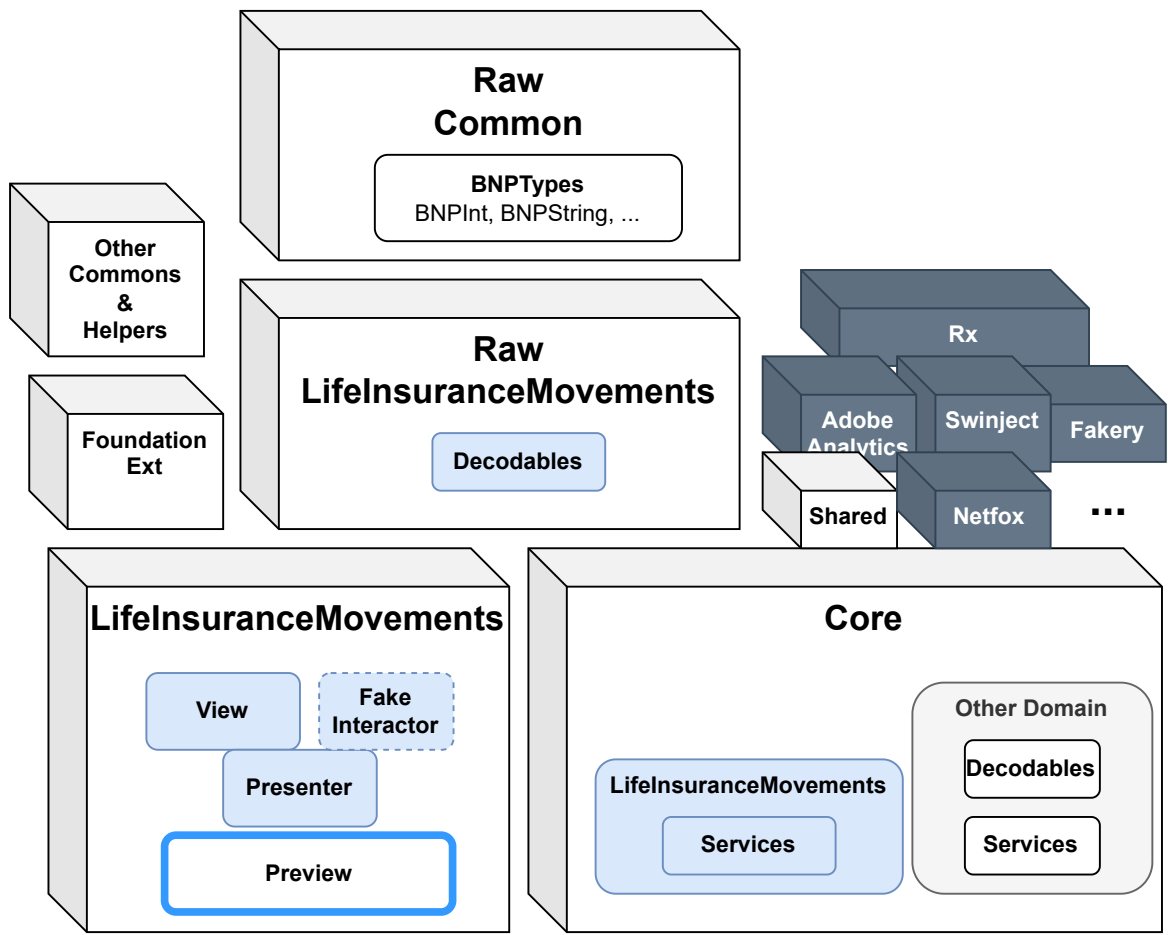 Raw
Common
BNPTypes
BNPInt, BNPString, ...
Other
Commons
&
Helpers
Raw
LifeInsuranceMovements
Decodables
Foundation
Ext
Rx
Adobe
Analytics
Swinject
Fakery
Shared
Netfox
...
LifeInsuranceMovements
View
Fake
Interactor
Presenter
Preview
Core
LifeInsuranceMovements
Services
Other Domain
Decodables
Services